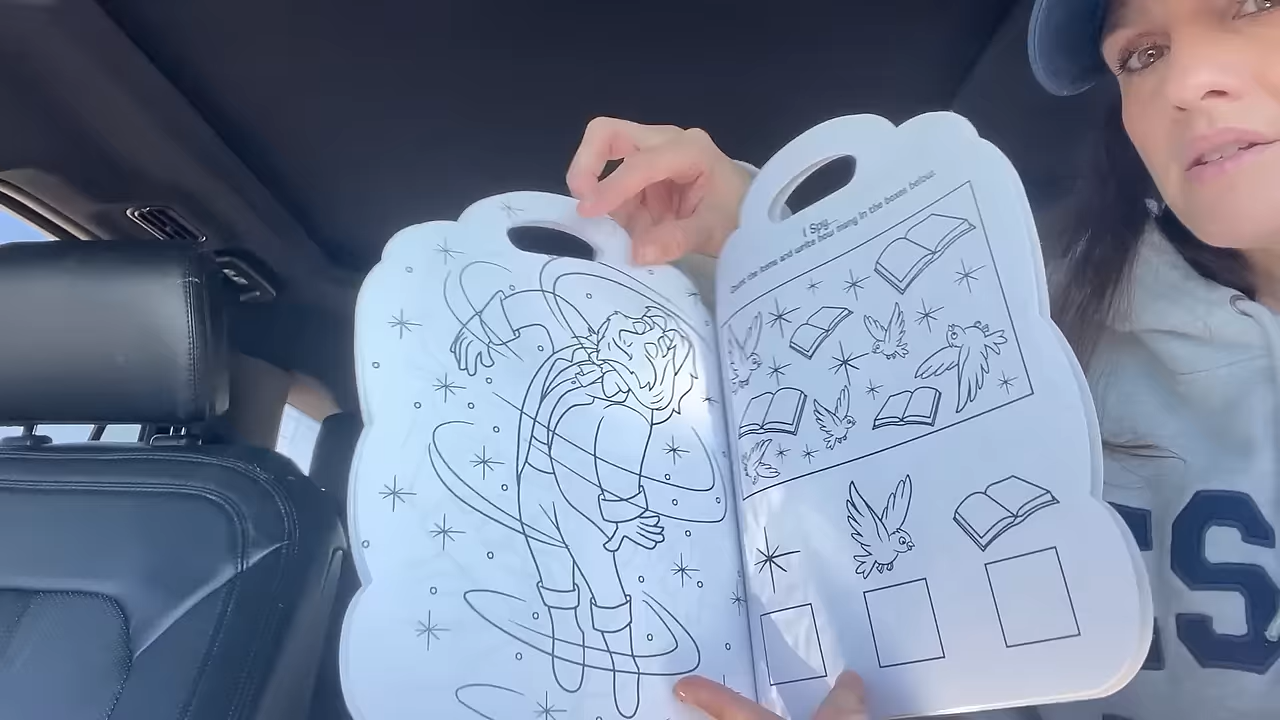 I Spy...
Count the items and write how many in the boxes below.
S